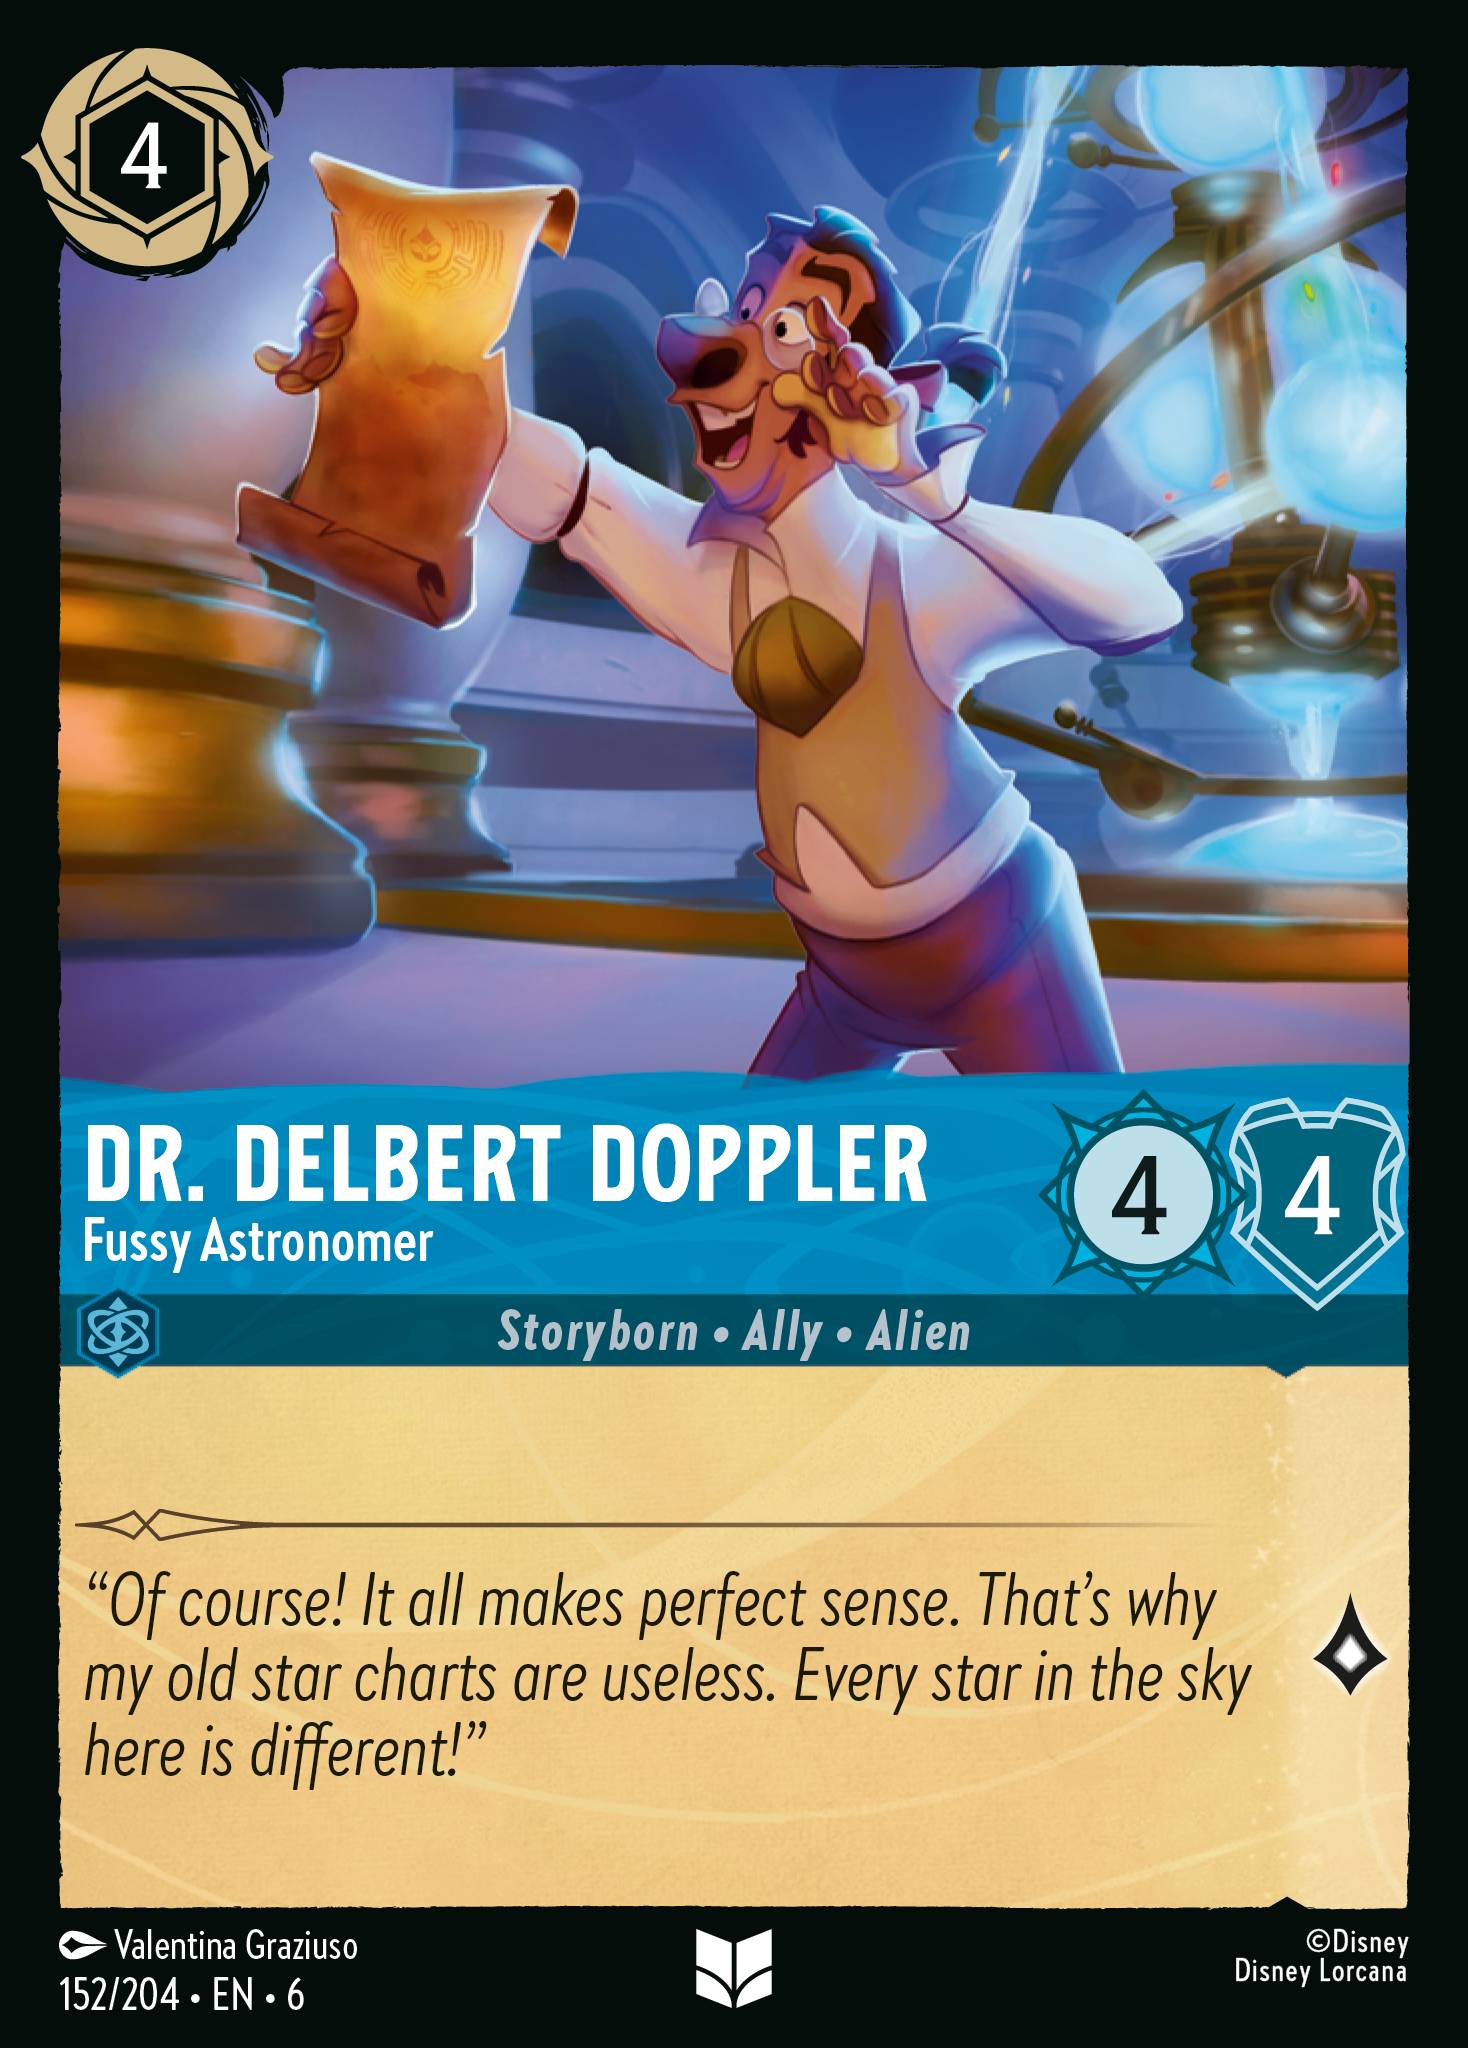 4
DR. DELBERT DOPPLER
Fussy Astronomer
4
4
Storyborn • Ally • Alien
“Of course! It all makes perfect sense. That’s why
my old star charts are useless. Every star in the sky
here is different!”
Valentina Graziuso
152/204 • EN • 6
©Disney
Disney Lorcana